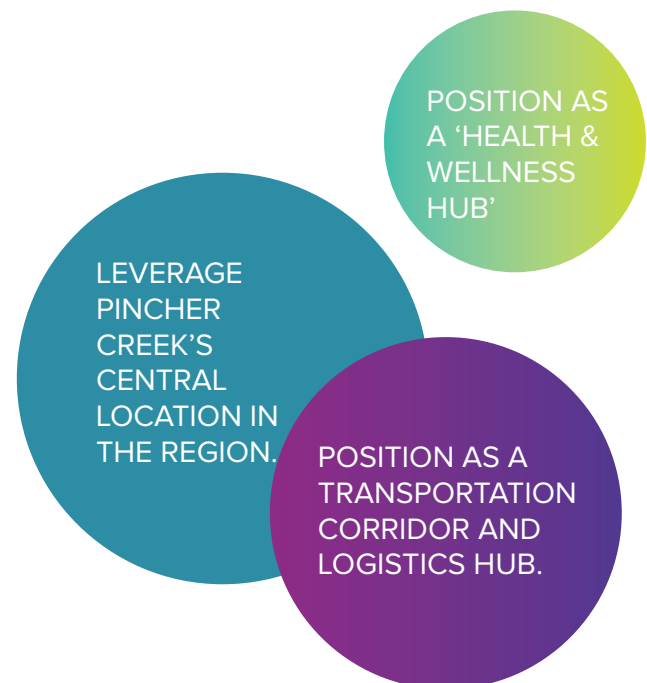 POSITION AS
A ‘HEALTH &
WELLNESS
HUB’
LEVERAGE
PINCHER
CREEK’S
CENTRAL
LOCATION IN
THE REGION.
POSITION AS A
TRANSPORTATION
CORRIDOR AND
LOGISTICS HUB.